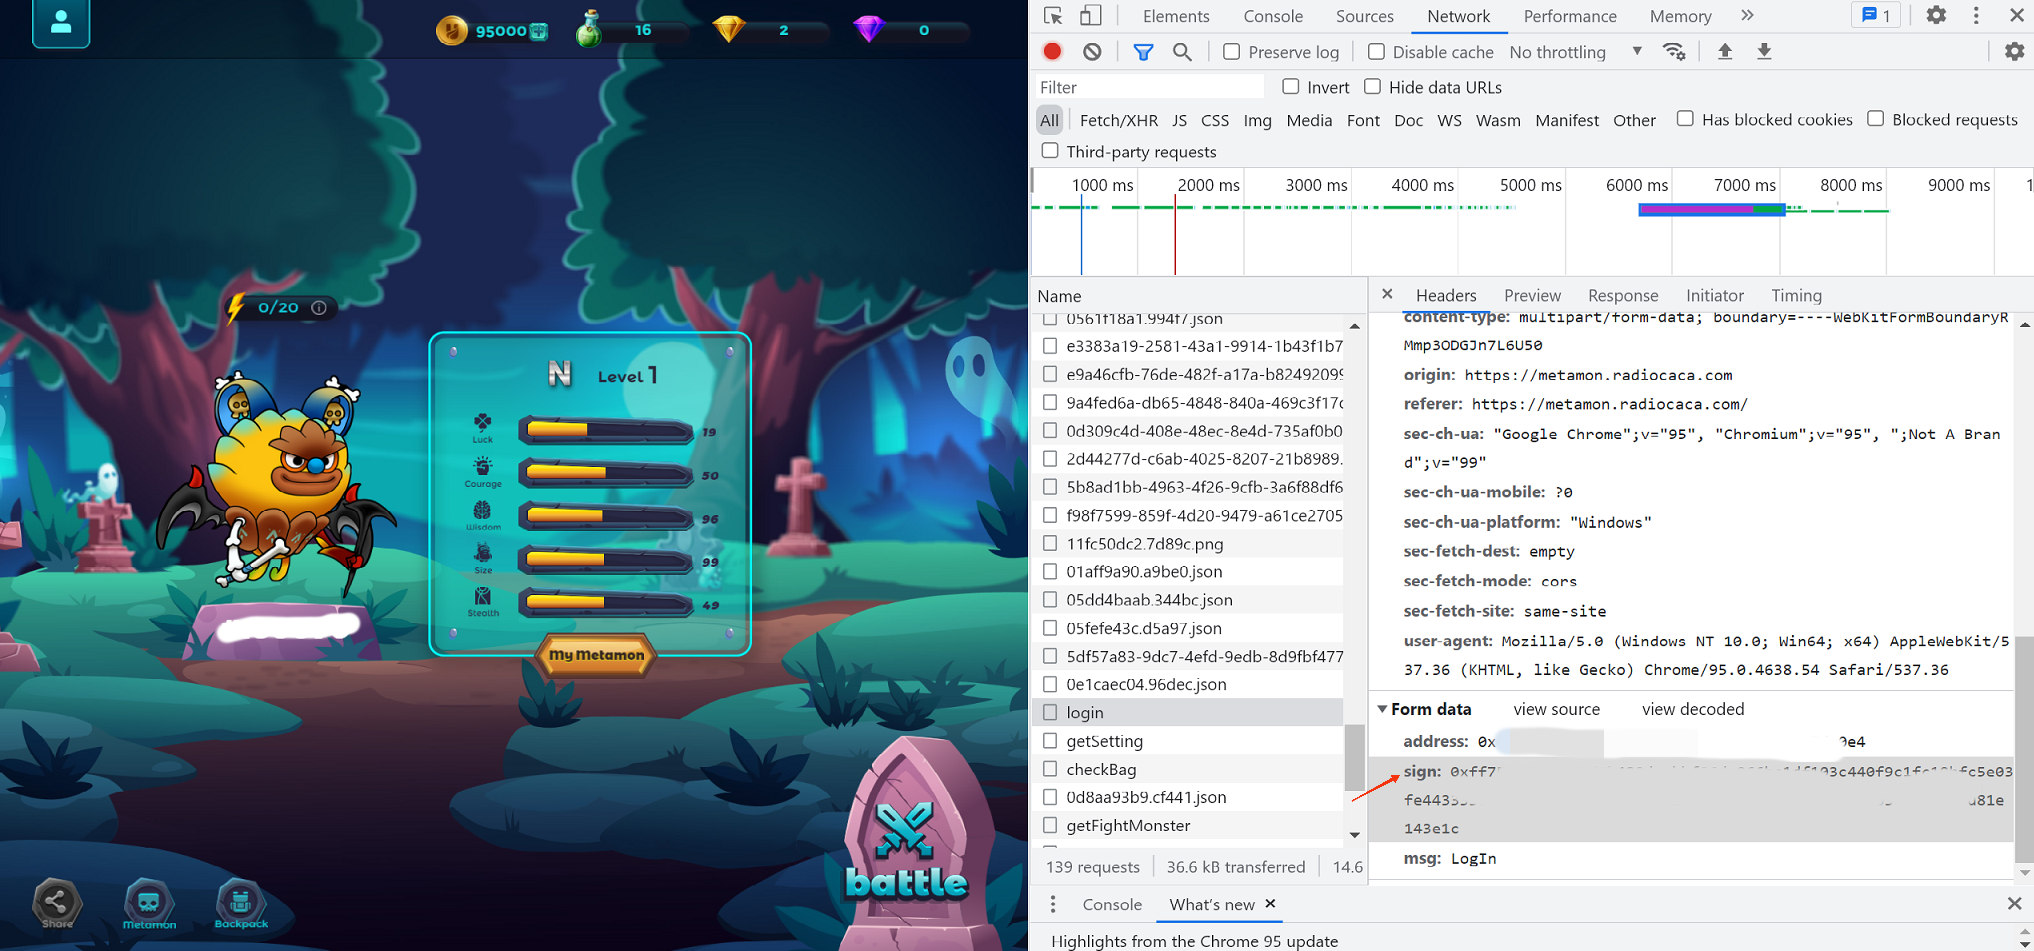 95000
16
2
0
0/20
N Level 1
Luck 19
Courage 50
Wisdom 96
Size 99
Stealth 49
My Metamon
battle
Share
Metamon
Backpack
Elements Console Sources Network Performance Memory 1
Preserve log Disable cache No throttling
Filter Invert Hide data URLs
All Fetch/XHR JS CSS Img Media Font Doc WS Wasm Manifest Other Has blocked cookies Blocked requests
Third-party requests
1000 ms 2000 ms 3000 ms 4000 ms 5000 ms 6000 ms 7000 ms 8000 ms 9000 ms 1
Name
0561f18a1.994f7.json
e3383a19-2581-43a1-9914-1b43f1b7
e9a46cfb-76de-482f-a17a-b8249209
9a4fed6a-db65-4848-840a-469c3f17c
0d309c4d-408e-48ec-8e4d-735af0b0
2d44277d-c6ab-4025-8207-21b8989.
5b8ad1bb-4963-4f26-9cfb-3a6f88df6
f98f7599-859f-4d20-9479-a61ce2705
11fc50dc2.7d89c.png
01aff9a90.a9be0.json
05dd4baab.344bc.json
05fefe43c.d5a97.json
5df57a83-9dc7-4efd-9edb-8d9fbf477
0e1caec04.96dec.json
login
getSetting
checkBag
0d8aa93b9.cf441.json
getFightMonster
139 requests 36.6 kB transferred 14.6
Headers Preview Response Initiator Timing
content-type: multipart/form-data; boundary=----WebKitFormBoundaryR
Mmp3ODGJn7L6U50
origin: https://metamon.radiocaca.com
referer: https://metamon.radiocaca.com/
sec-ch-ua: "Google Chrome";v="95", "Chromium";v="95", ";Not A Bran
d";v="99"
sec-ch-ua-mobile: ?0
sec-ch-ua-platform: "Windows"
sec-fetch-dest: empty
sec-fetch-mode: cors
sec-fetch-site: same-site
user-agent: Mozilla/5.0 (Windows NT 10.0; Win64; x64) AppleWebKit/5
37.36 (KHTML, like Gecko) Chrome/95.0.4638.54 Safari/537.36
Form data view source view decoded
address: 0x 9e4
sign: 0xff7
fe443 81e
143e1c
msg: LogIn
Console What's new
Highlights from the Chrome 95 update